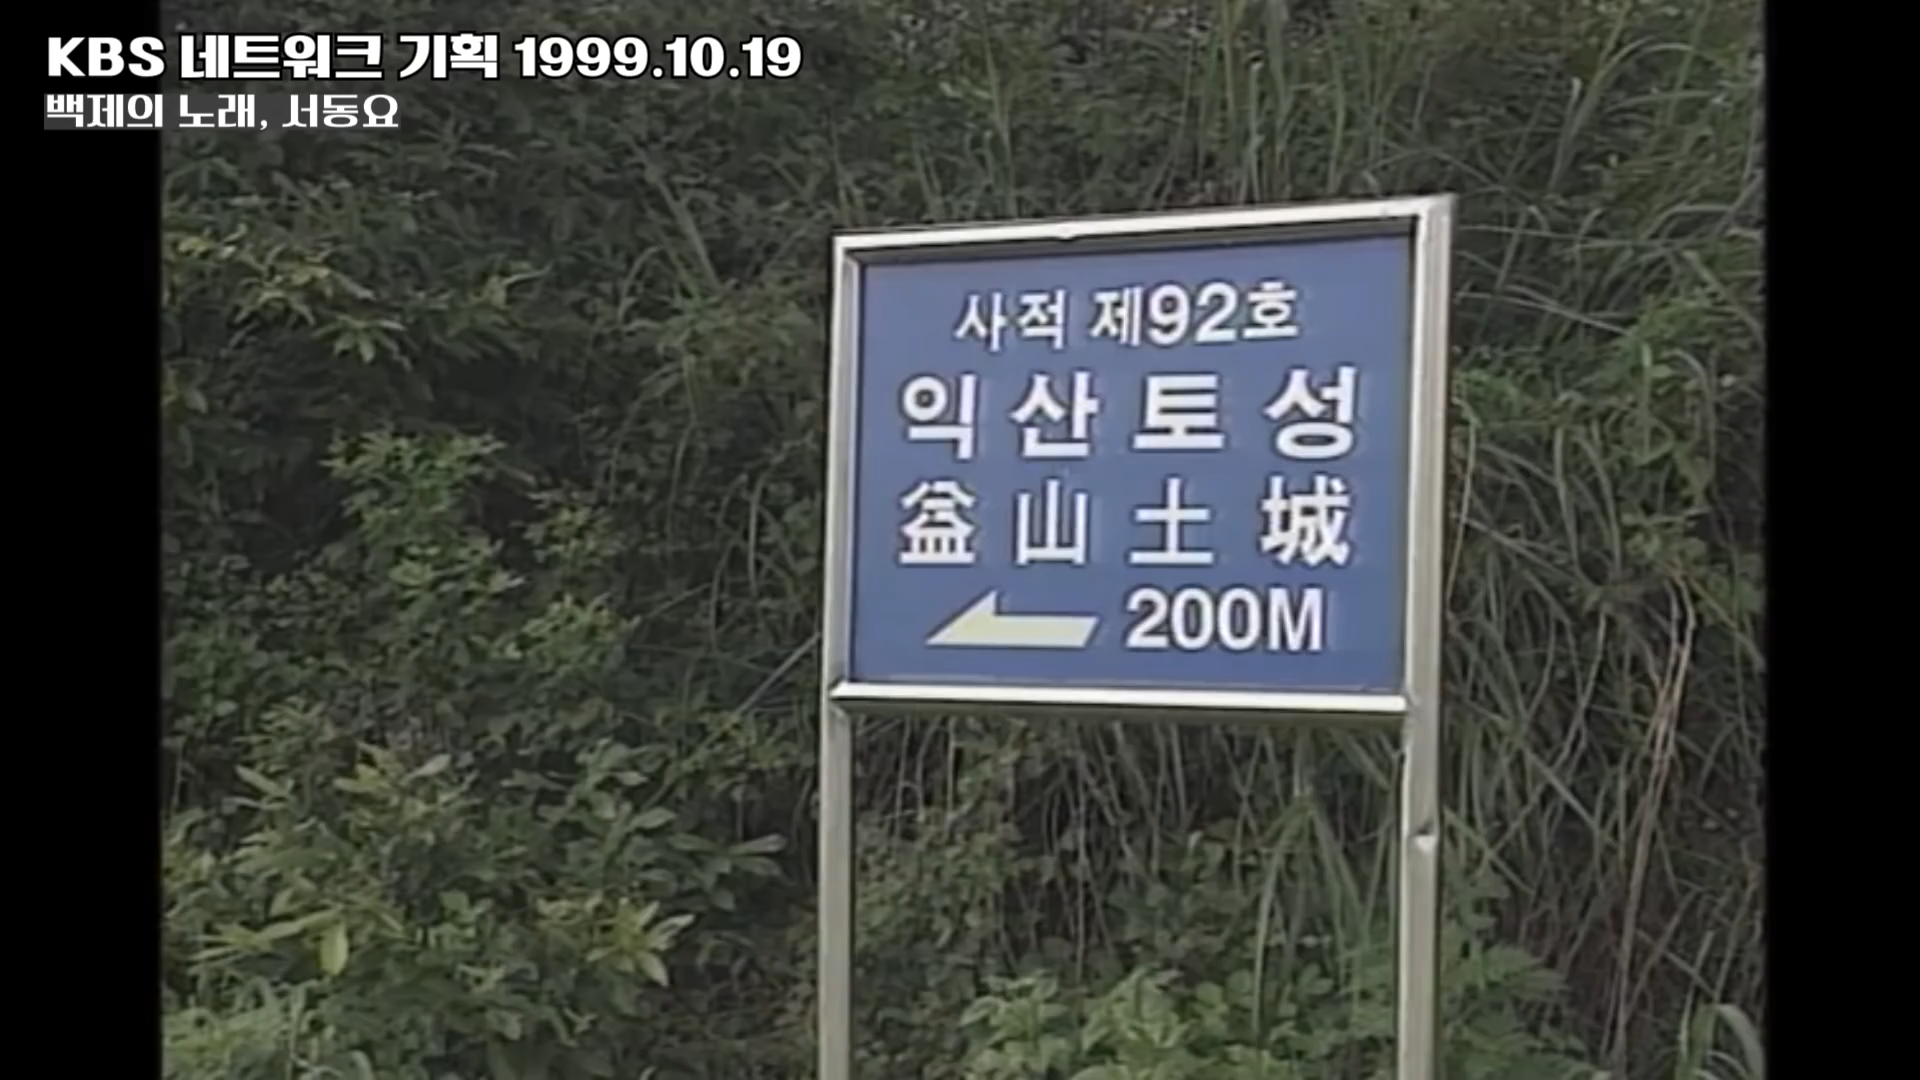 KBS 네트워크 기획 1999.10.19
백제의 노래, 서동요
사적 제92호
익산토성
益山土城
200M